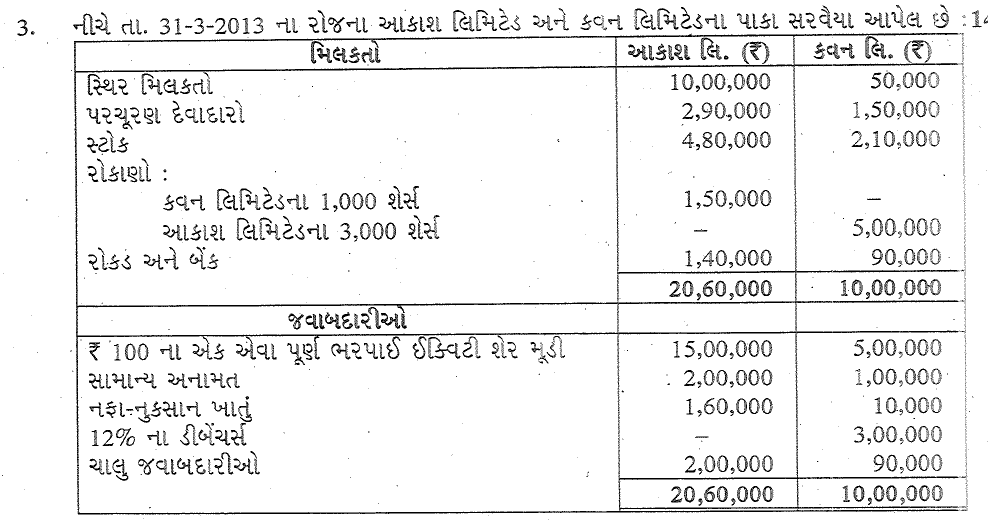 3. નીચે તા. 31-3-2013 ના રોજના આકાશ લિમિટેડ અને કવન લિમિટેડના પાકા સરવૈયા આપેલ છે :14
મિલકતો આકાશ લિ. (₹) કવન લિ. (₹)
સ્થિર મિલકતો 10,00,000 50,000
પરચૂરણ દેવાદારો 2,90,000 1,50,000
સ્ટોક 4,80,000 2,10,000
રોકાણો :
કવન લિમિટેડના 1,000 શેર્સ 1,50,000 –
આકાશ લિમિટેડના 3,000 શેર્સ – 5,00,000
રોકડ અને બેંક 1,40,000 90,000
20,60,000 10,00,000
જવાબદારીઓ
₹ 100 ના એક એવા પૂર્ણ ભરપાઈ ઈક્વિટી શેર મૂડી 15,00,000 5,00,000
સામાન્ય અનામત 2,00,000 1,00,000
નફા-નુકસાન ખાતું 1,60,000 10,000
12% ના ડીબેંચર્સ – 3,00,000
ચાલુ જવાબદારીઓ 2,00,000 90,000
20,60,000 10,00,000